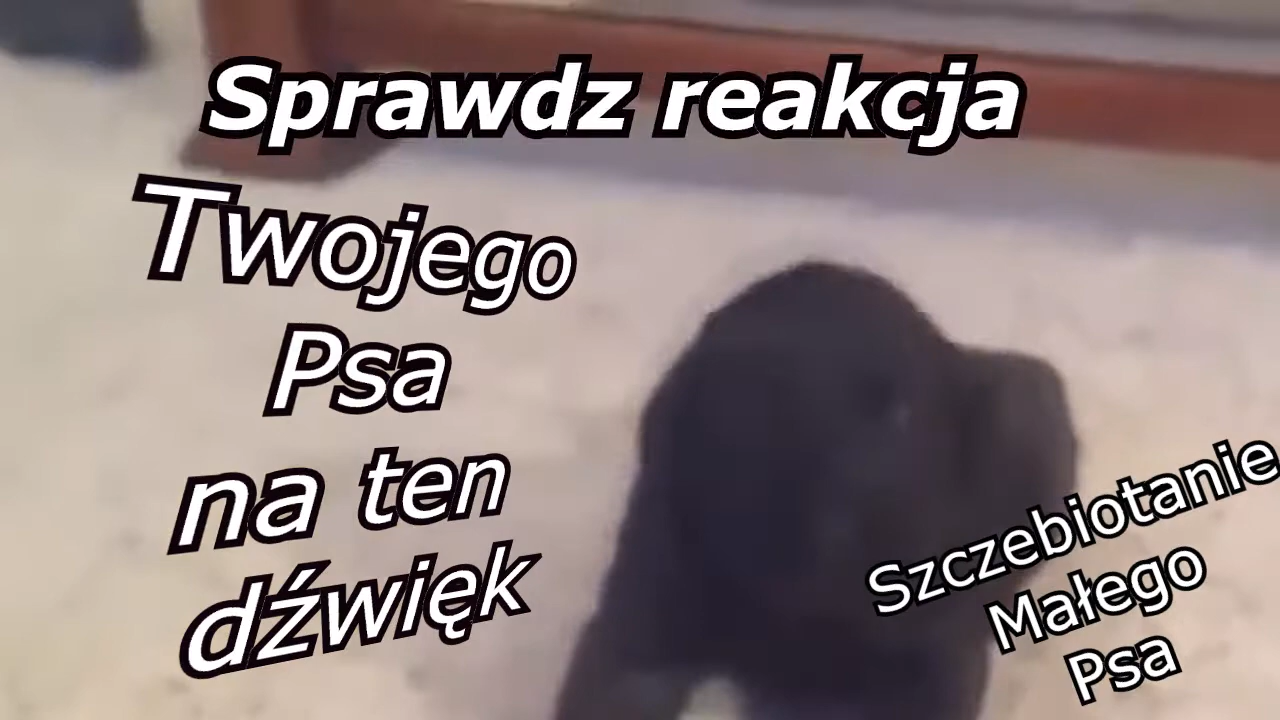 Sprawdz reakcja
Twojego
Psa
na ten
dźwięk
Szczebiotanie
Małego
Psa